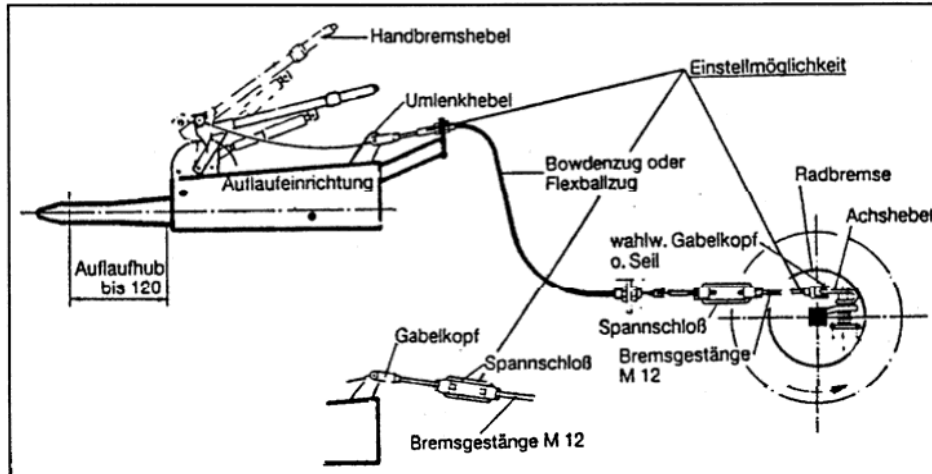 Handbremshebel
Einstellmöglichkeit
Umlenkhebel
Bowdenzug oder
Flexballzug
Auflaufeinrichtung
Radbremse
Achshebel
wahlw. Gabelkopf
o. Seil
Auflaufhub
bis 120
Spannschloß
Bremsgestänge
M 12
Gabelkopf
Spannschloß
Bremsgestänge M 12